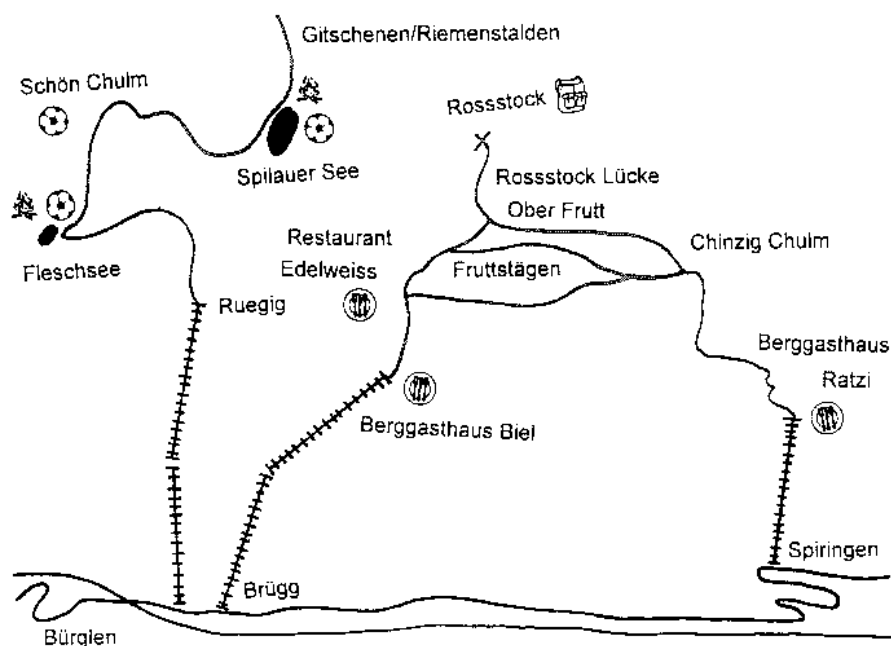 Gitschenen/Riemenstalden
Schön Chulm
Rossstock
Spilauer See
Rossstock Lücke
Ober Frutt
Restaurant
Edelweiss
Chinzig Chulm
Fleschsee
Fruttstägen
Ruegig
Berggasthaus
Ratzi
Berggasthaus Biel
Spiringen
Brügg
Bürglen